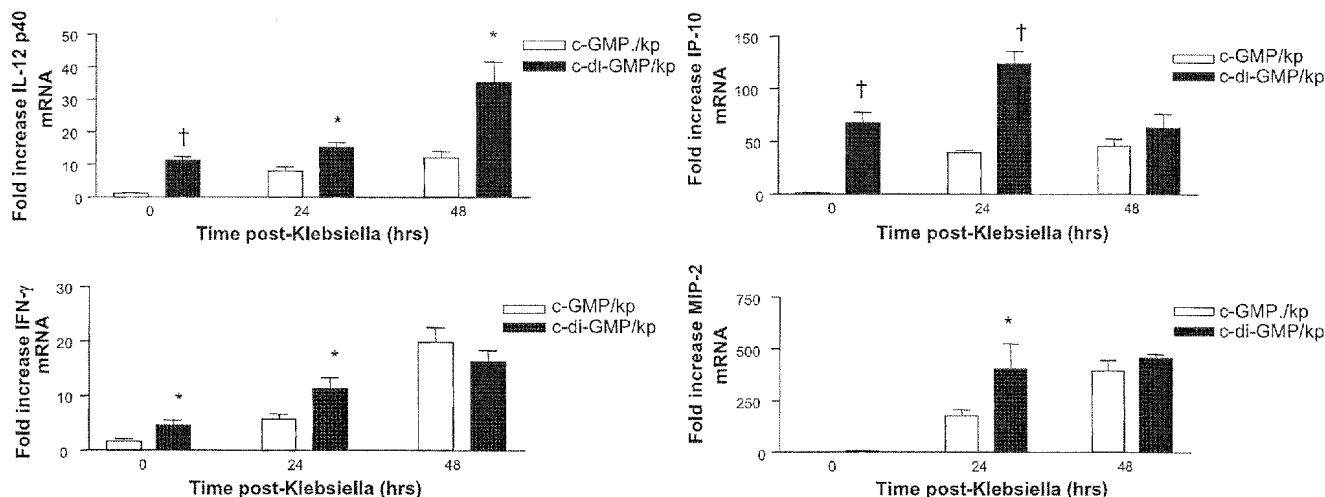 Fold increase IL-12 p40
mRNA
50
40
30
20
10
0
†
*
*
c-GMP./kp
c-di-GMP/kp
0
24
48
Time post-Klebsiella (hrs)
Fold increase IP-10
mRNA
150
100
50
0
†
†
c-GMP/kp
c-di-GMP/kp
0
24
48
Time post-Klebsiella (hrs)
Fold increase IFN-γ
mRNA
30
20
10
0
*
*
c-GMP/kp
c-di-GMP/kp
0
24
48
Time post-Klebsiella (hrs)
Fold increase MIP-2
mRNA
750
500
250
0
*
c-GMP./kp
c-di-GMP/kp
0
24
48
Time post-Klebsiella (hrs)